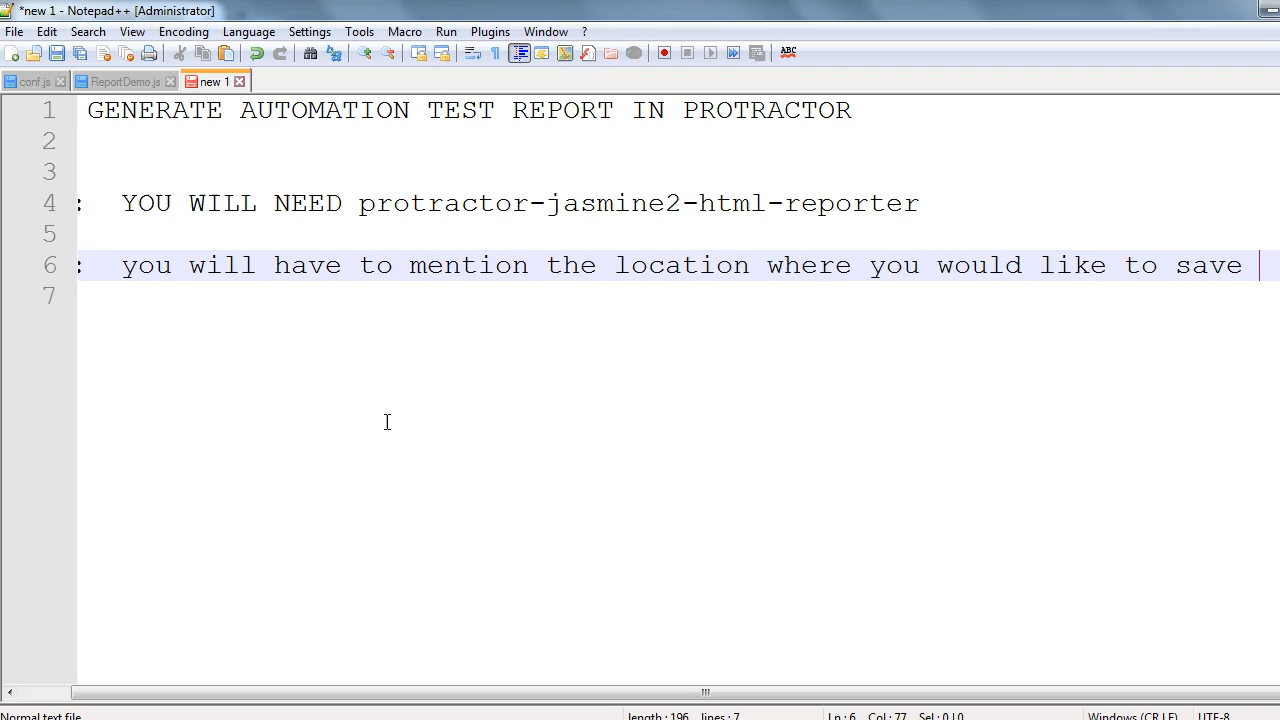 *new 1 - Notepad++ [Administrator]
File Edit Search View Encoding Language Settings Tools Macro Run Plugins Window ?
ABC
conf.js ReportDemo.js new 1
1 GENERATE AUTOMATION TEST REPORT IN PROTRACTOR
2
3
4 : YOU WILL NEED protractor-jasmine2-html-reporter
5
6 : you will have to mention the location where you would like to save
7
Normal text file length : 196 lines : 7 Ln : 6 Col : 77 Sel : 0 | 0 Windows (CR LF) UTF-8